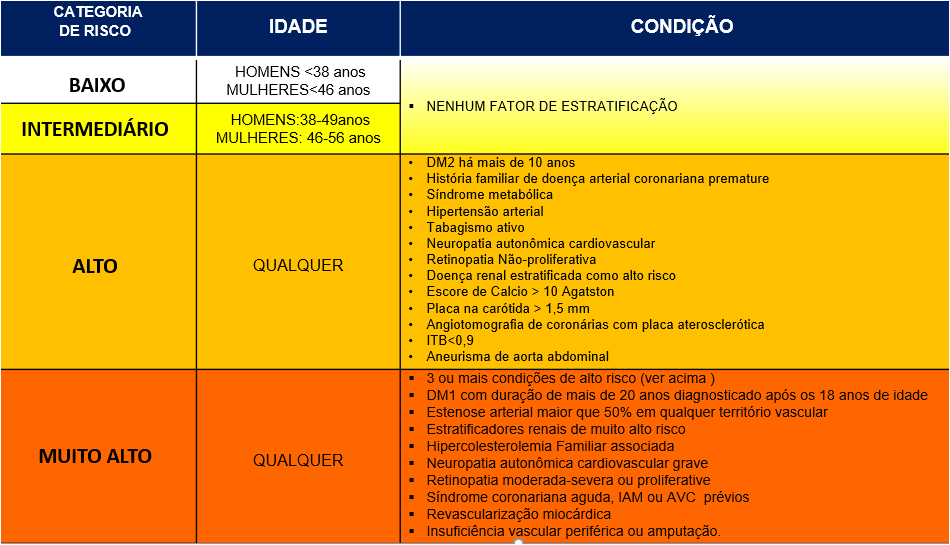 CATEGORIA
DE RISCO
IDADE
CONDIÇÃO
BAIXO
HOMENS <38 anos
MULHERES<46 anos
▪ NENHUM FATOR DE ESTRATIFICAÇÃO
INTERMEDIÁRIO
HOMENS:38-49anos
MULHERES: 46-56 anos
ALTO
QUALQUER
• DM2 há mais de 10 anos
• História familiar de doença arterial coronariana premature
• Síndrome metabólica
• Hipertensão arterial
• Tabagismo ativo
• Neuropatia autonômica cardiovascular
• Retinopatia Não-proliferativa
• Doença renal estratificada como alto risco
• Escore de Calcio > 10 Agatston
• Placa na carótida > 1,5 mm
• Angiotomografia de coronárias com placa aterosclerótica
• ITB<0,9
• Aneurisma de aorta abdominal
MUITO ALTO
QUALQUER
▪ 3 ou mais condições de alto risco (ver acima )
▪ DM1 com duração de mais de 20 anos diagnosticado após os 18 anos de idade
▪ Estenose arterial maior que 50% em qualquer território vascular
▪ Estratificadores renais de muito alto risco
▪ Hipercolesterolemia Familiar associada
▪ Neuropatia autonômica cardiovascular grave
▪ Retinopatia moderada-severa ou proliferative
▪ Síndrome coronariana aguda, IAM ou AVC prévios
▪ Revascularização miocárdica
▪ Insuficiência vascular periférica ou amputação.